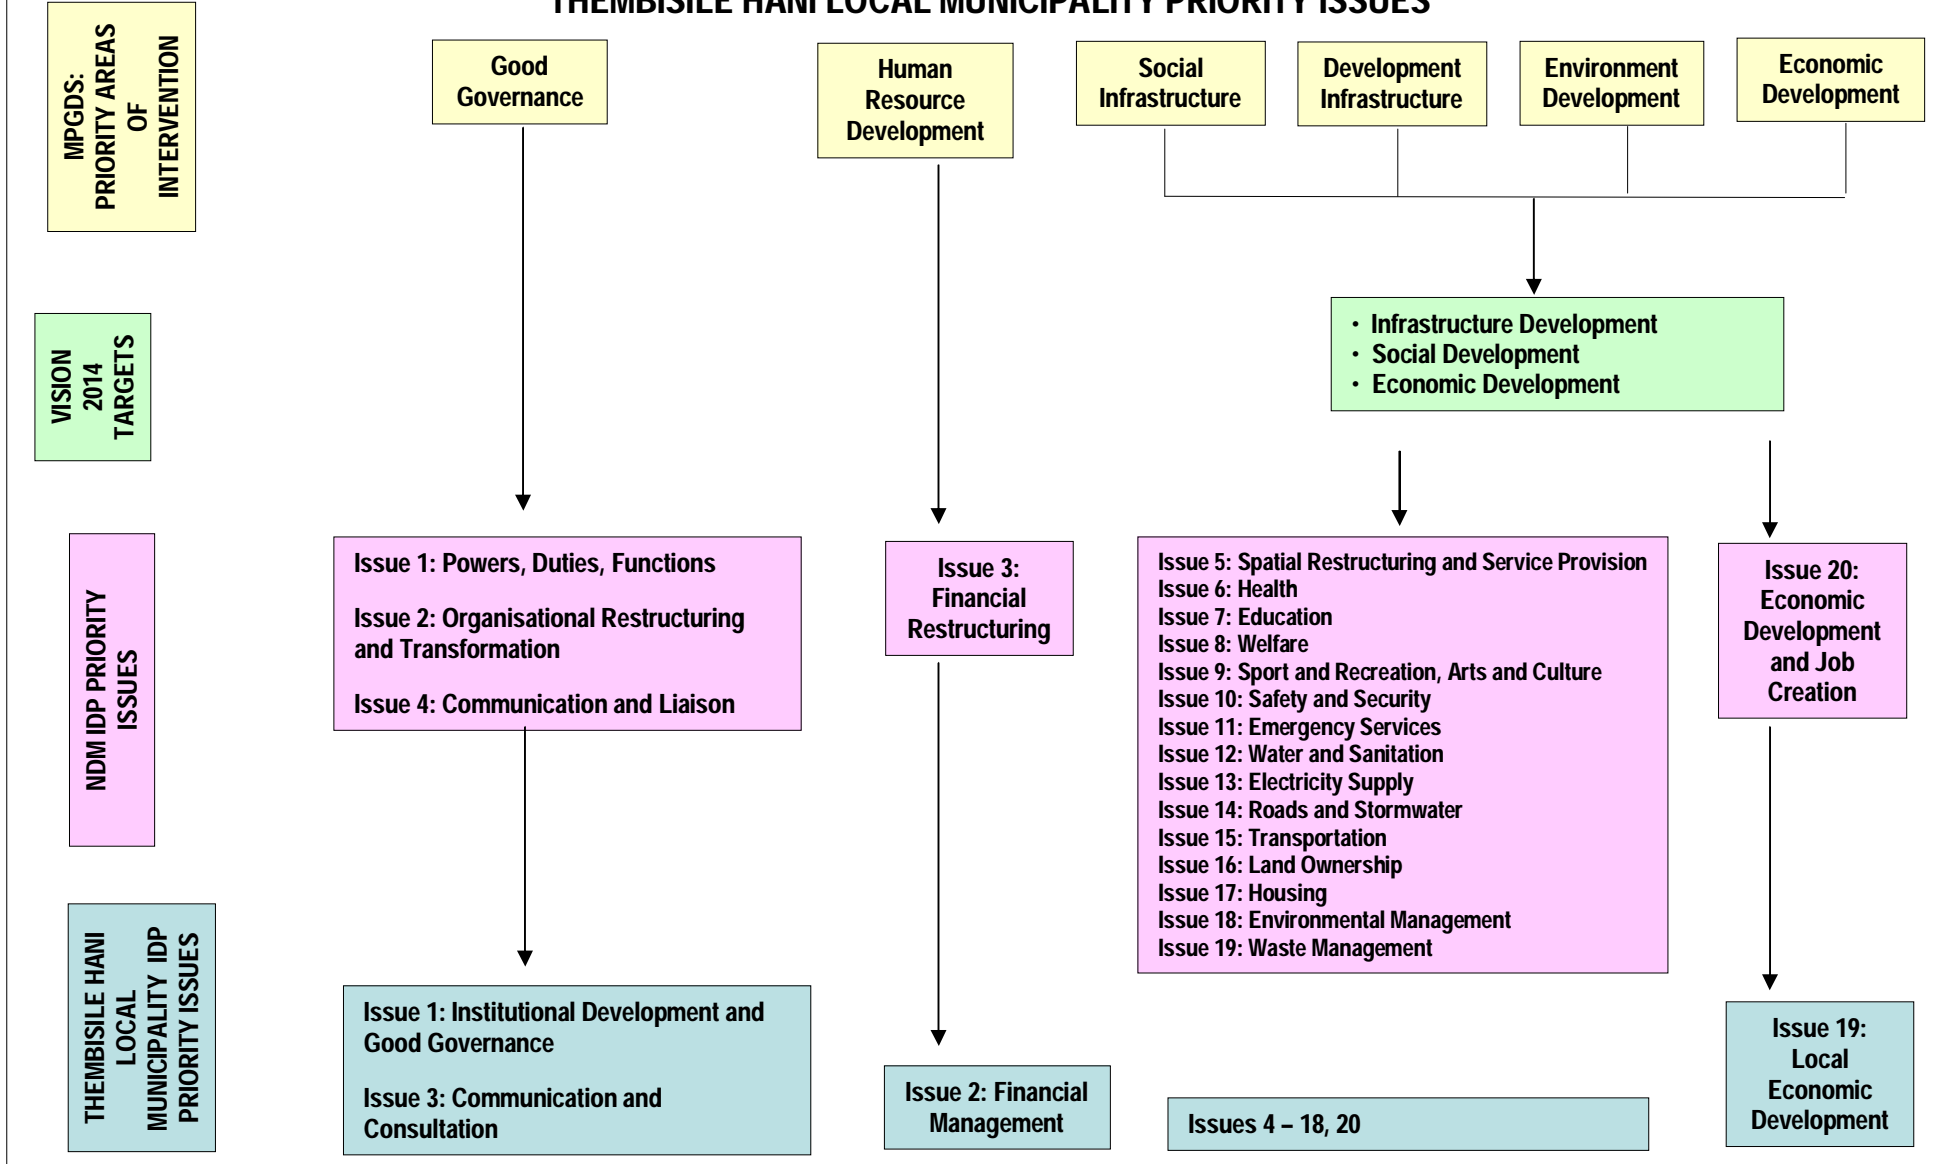 THEMBISILE HANI LOCAL MUNICIPALITY PRIORITY ISSUES
MPGDS:
PRIORITY AREAS
OF
INTERVENTION
Good
Governance
Human
Resource
Development
Social
Infrastructure
Development
Infrastructure
Environment
Development
Economic
Development
VISION
2014
TARGETS
• Infrastructure Development
• Social Development
• Economic Development
NDM IDP PRIORITY
ISSUES
Issue 1: Powers, Duties, Functions
Issue 2: Organisational Restructuring
and Transformation
Issue 4: Communication and Liaison
Issue 3:
Financial
Restructuring
Issue 5: Spatial Restructuring and Service Provision
Issue 6: Health
Issue 7: Education
Issue 8: Welfare
Issue 9: Sport and Recreation, Arts and Culture
Issue 10: Safety and Security
Issue 11: Emergency Services
Issue 12: Water and Sanitation
Issue 13: Electricity Supply
Issue 14: Roads and Stormwater
Issue 15: Transportation
Issue 16: Land Ownership
Issue 17: Housing
Issue 18: Environmental Management
Issue 19: Waste Management
Issue 20:
Economic
Development
and Job
Creation
THEMBISILE HANI
LOCAL
MUNICIPALITY IDP
PRIORITY ISSUES
Issue 1: Institutional Development and
Good Governance
Issue 3: Communication and
Consultation
Issue 2: Financial
Management
Issues 4 – 18, 20
Issue 19:
Local
Economic
Development